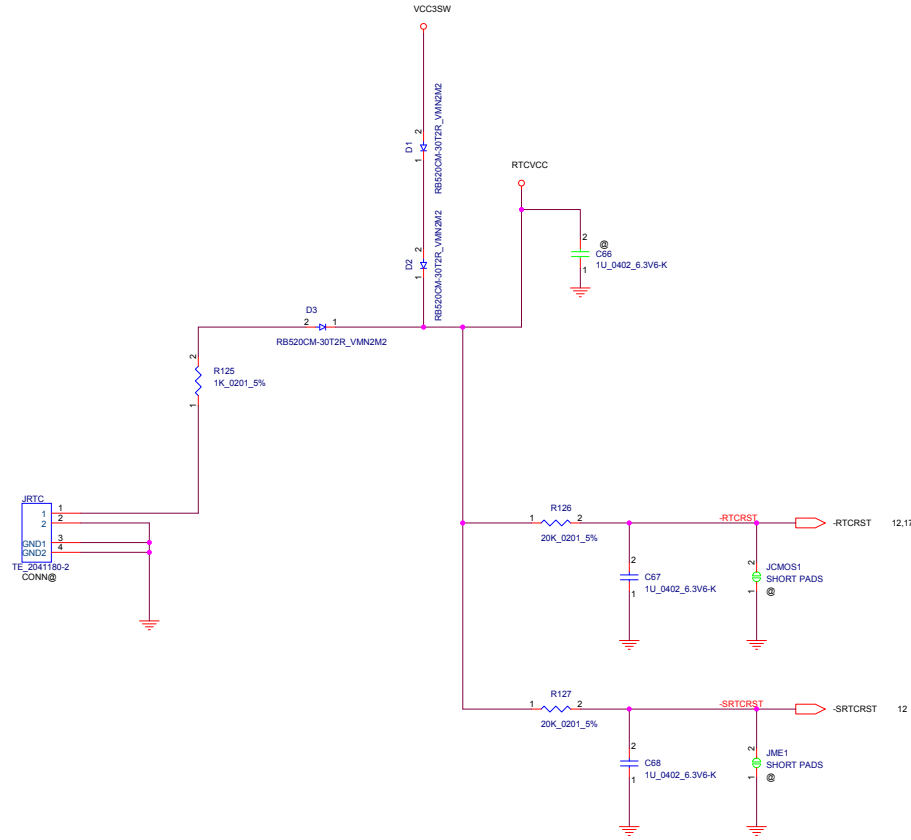 VCC3SW
2
D1
1
RB520CM-30T2R_VMN2M2
RTCVCC
2
@
C66
1U_0402_6.3V6-K
1
2
D2
1
RB520CM-30T2R_VMN2M2
D3
2 1
RB520CM-30T2R_VMN2M2
2
R125
1K_0201_5%
1
JRTC
1 1
2 2
GND1 3
GND2 4
TE_2041180-2
CONN@
R126
1 2
20K_0201_5%
-RTCRST
-RTCRST 12,17
2
C67
1U_0402_6.3V6-K
1
2
JCMOS1
SHORT PADS
1
@
R127
1 2
20K_0201_5%
-SRTCRST
-SRTCRST 12
2
C68
1U_0402_6.3V6-K
1
2
JME1
SHORT PADS
1
@